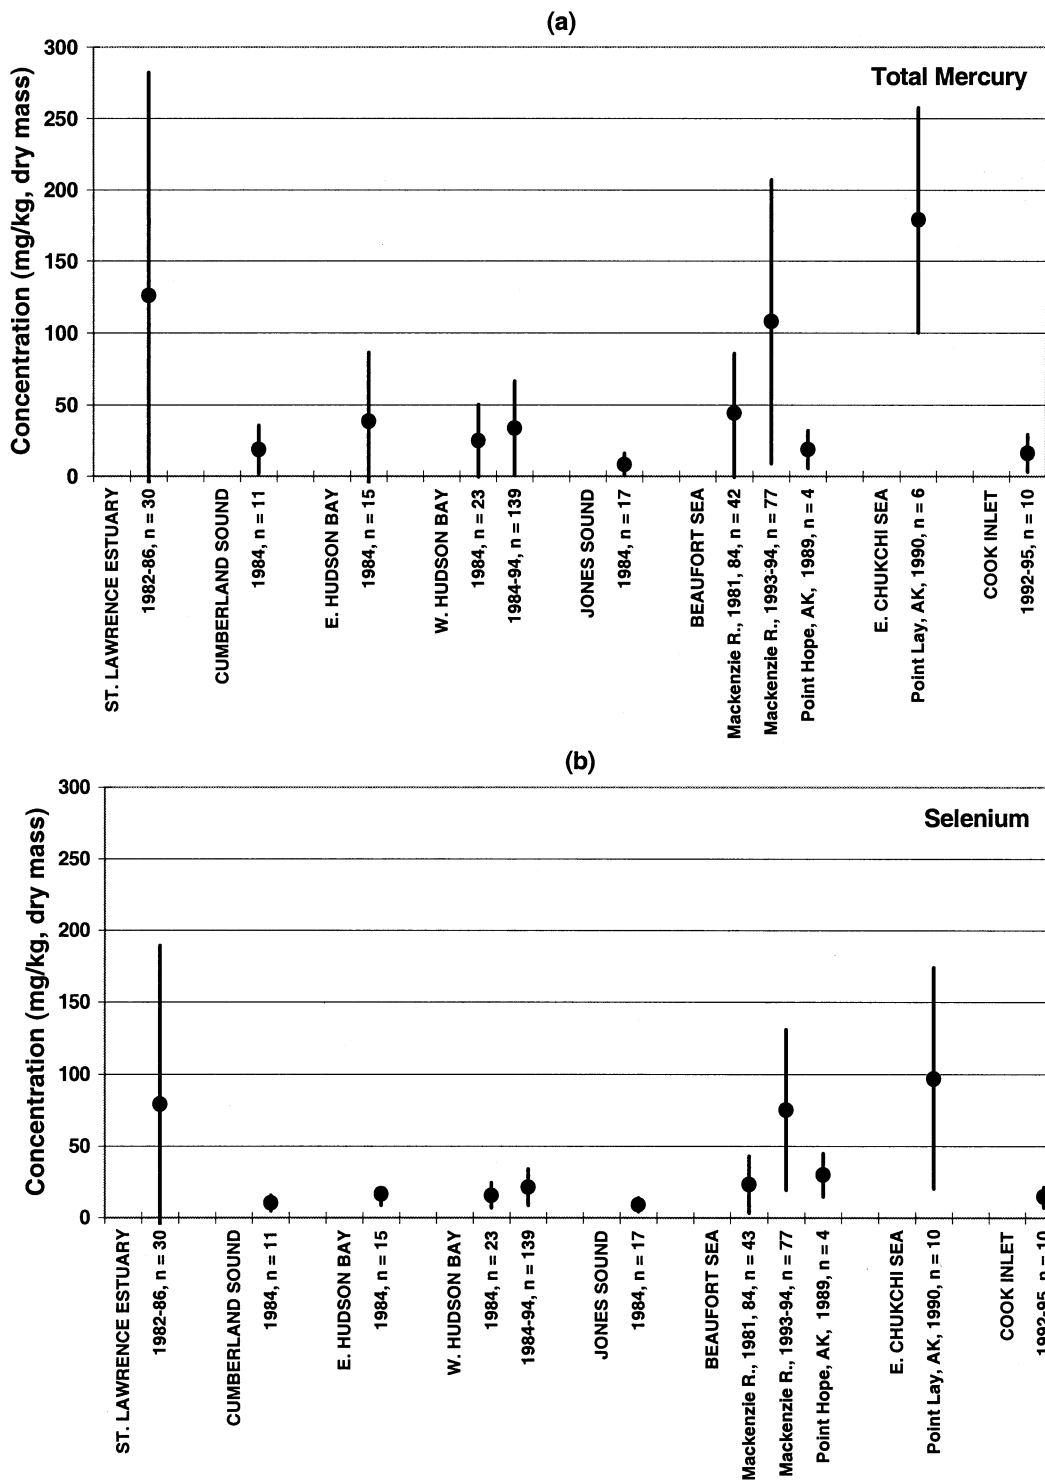 (a)
Total Mercury
Concentration (mg/kg, dry mass)
300
250
200
150
100
50
0
ST. LAWRENCE ESTUARY
1982-86, n = 30
CUMBERLAND SOUND
1984, n = 11
E. HUDSON BAY
1984, n = 15
W. HUDSON BAY
1984, n = 23
1984-94, n = 139
JONES SOUND
1984, n = 17
BEAUFORT SEA
Mackenzie R., 1981, 84, n = 42
Mackenzie R., 1993-94, n = 77
Point Hope, AK, 1989, n = 4
E. CHUKCHI SEA
Point Lay, AK, 1990, n = 6
COOK INLET
1992-95, n = 10
(b)
Selenium
Concentration (mg/kg, dry mass)
300
250
200
150
100
50
0
ST. LAWRENCE ESTUARY
1982-86, n = 30
CUMBERLAND SOUND
1984, n = 11
E. HUDSON BAY
1984, n = 15
W. HUDSON BAY
1984, n = 23
1984-94, n = 139
JONES SOUND
1984, n = 17
BEAUFORT SEA
Mackenzie R., 1981, 84, n = 43
Mackenzie R., 1993-94, n = 77
Point Hope, AK, 1989, n = 4
E. CHUKCHI SEA
Point Lay, AK, 1990, n = 10
COOK INLET
1992-95, n = 10